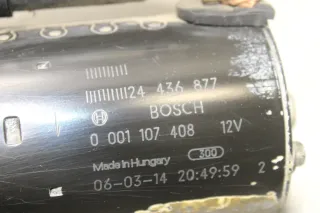 24 436 877
BOSCH
0 001 107 408 12V
Made in Hungary 300
06-03-14 20:49:59 2